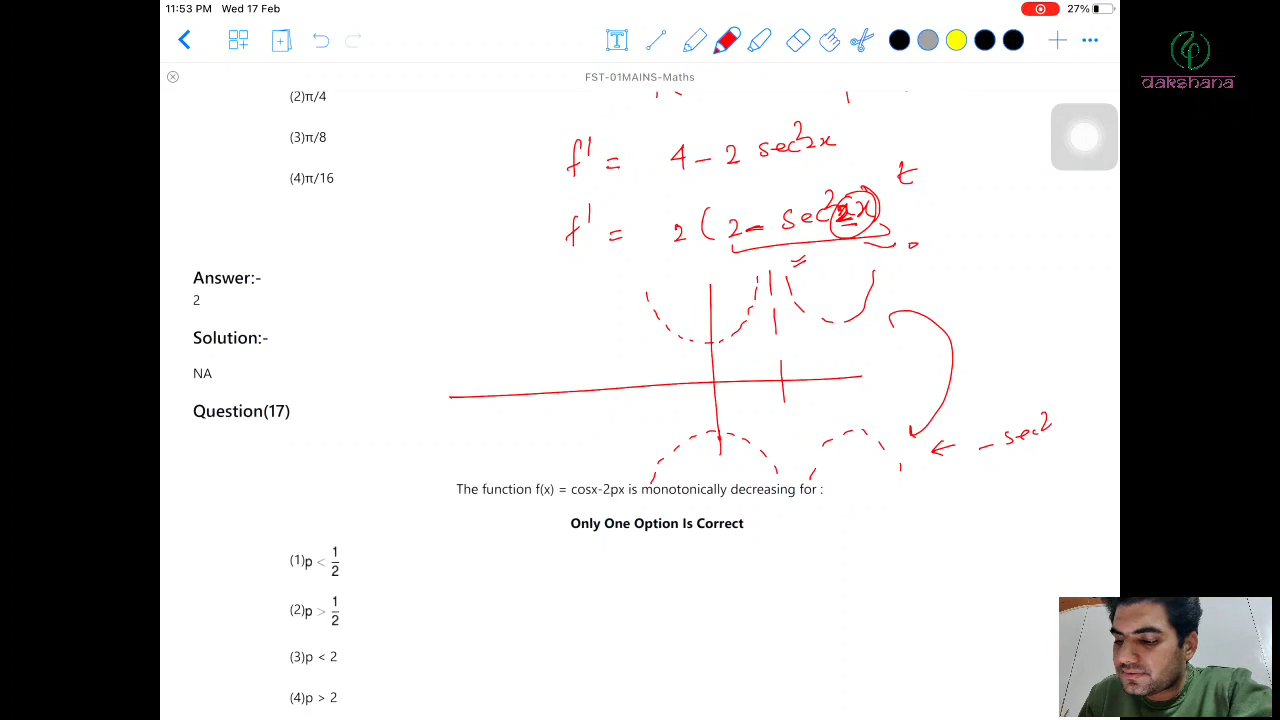 11:53 PM Wed 17 Feb
27%
FST-01MAINS-Maths
dakshana
(2)π/4
(3)π/8
(4)π/16
f' = 4 - 2 sec²2x
t
f' = 2 ( 2 - sec²2x )
Answer:-
2
Solution:-
NA
Question(17)
← - sec²
The function f(x) = cosx-2px is monotonically decreasing for :
Only One Option Is Correct
(1)p < 1/2
(2)p > 1/2
(3)p < 2
(4)p > 2